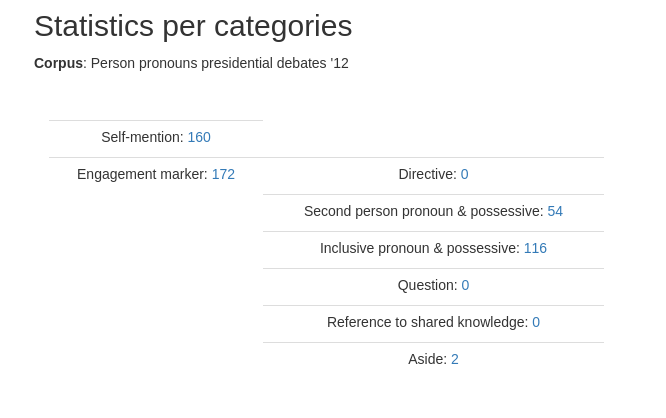 Statistics per categories
Corpus: Person pronouns presidential debates '12
Self-mention: 160
Engagement marker: 172
Directive: 0
Second person pronoun & possessive: 54
Inclusive pronoun & possessive: 116
Question: 0
Reference to shared knowledge: 0
Aside: 2